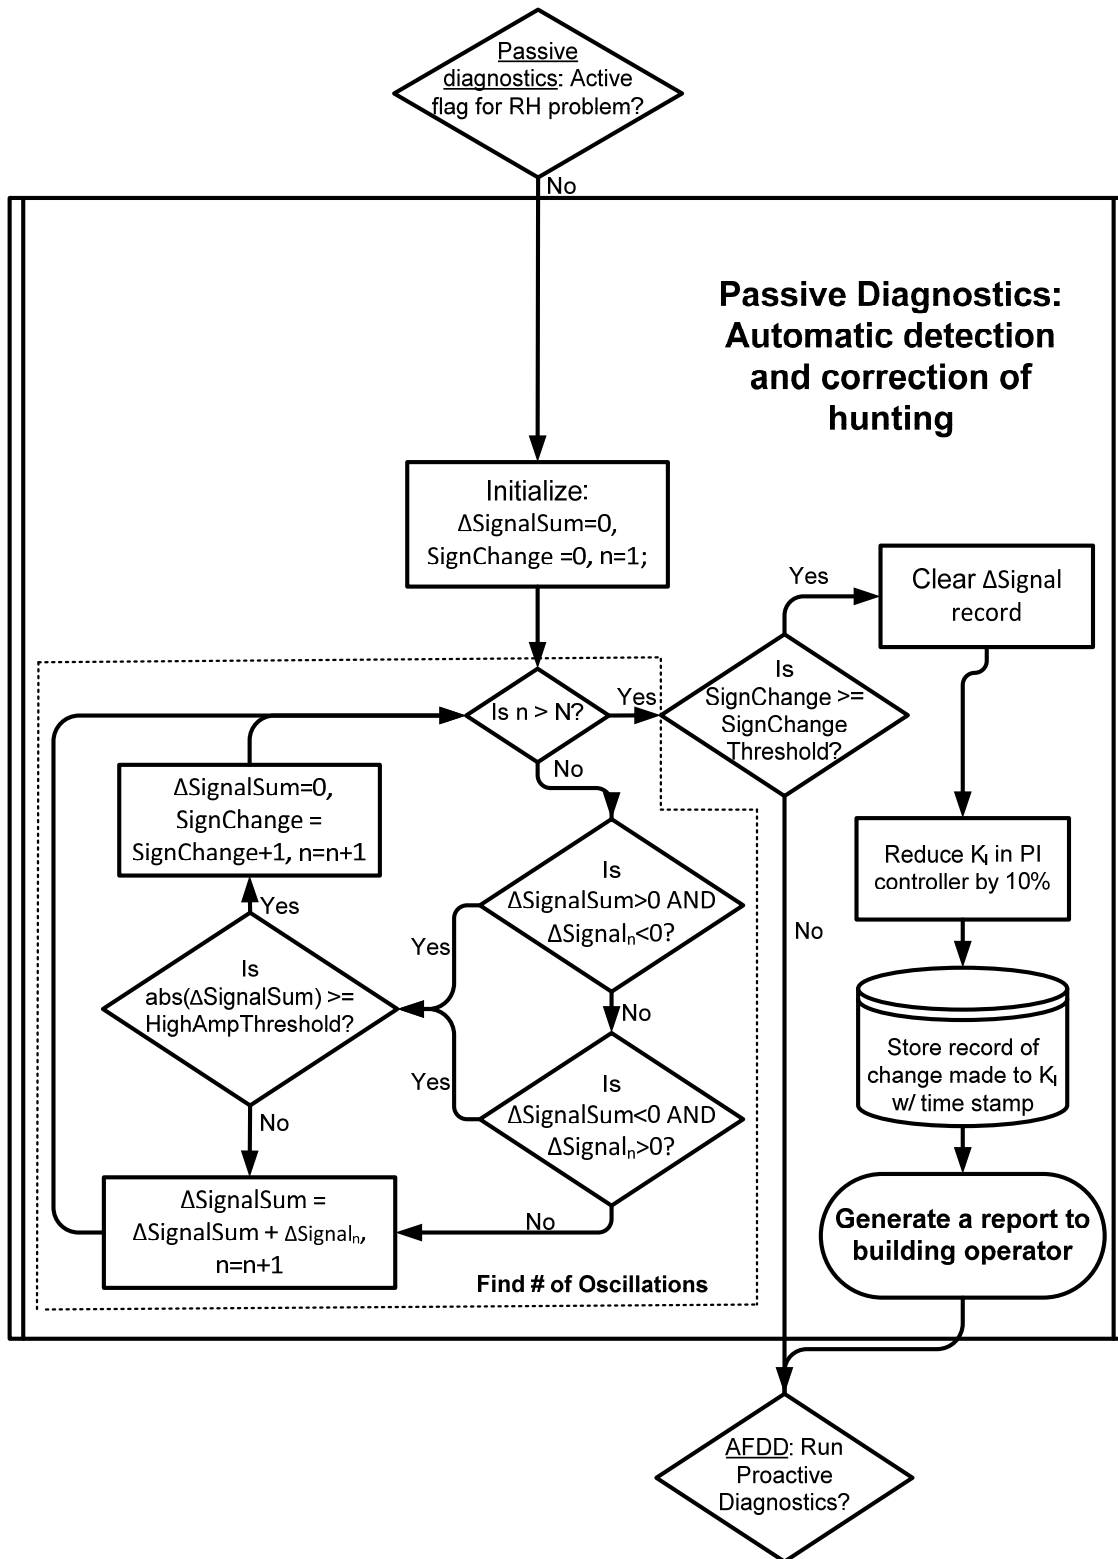 Passive
diagnostics: Active
flag for RH problem?
No
Passive Diagnostics:
Automatic detection
and correction of
hunting
Initialize:
ΔSignalSum=0,
SignChange =0, n=1;
Is n > N?
Yes
No
Is
SignChange >=
SignChange
Threshold?
Yes
No
Clear ΔSignal
record
Reduce KI in PI
controller by 10%
Store record of
change made to KI
w/ time stamp
Generate a report to
building operator
ΔSignalSum=0,
SignChange =
SignChange+1, n=n+1
Yes
Is
abs(ΔSignalSum) >=
HighAmpThreshold?
No
Is
ΔSignalSum>0 AND
ΔSignaln<0?
Yes
No
Is
ΔSignalSum<0 AND
ΔSignaln>0?
Yes
No
ΔSignalSum =
ΔSignalSum + ΔSignaln,
n=n+1
Find # of Oscillations
AFDD: Run
Proactive
Diagnostics?